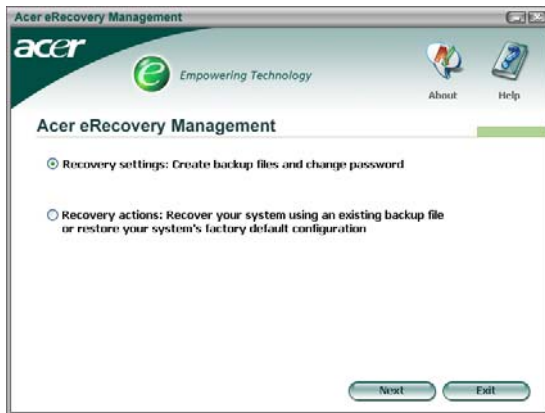 Acer eRecovery Management
acer
e
Empowering Technology
About
Help
Acer eRecovery Management
Recovery settings: Create backup files and change password
Recovery actions: Recover your system using an existing backup file
or restore your system's factory default configuration
Next
Exit